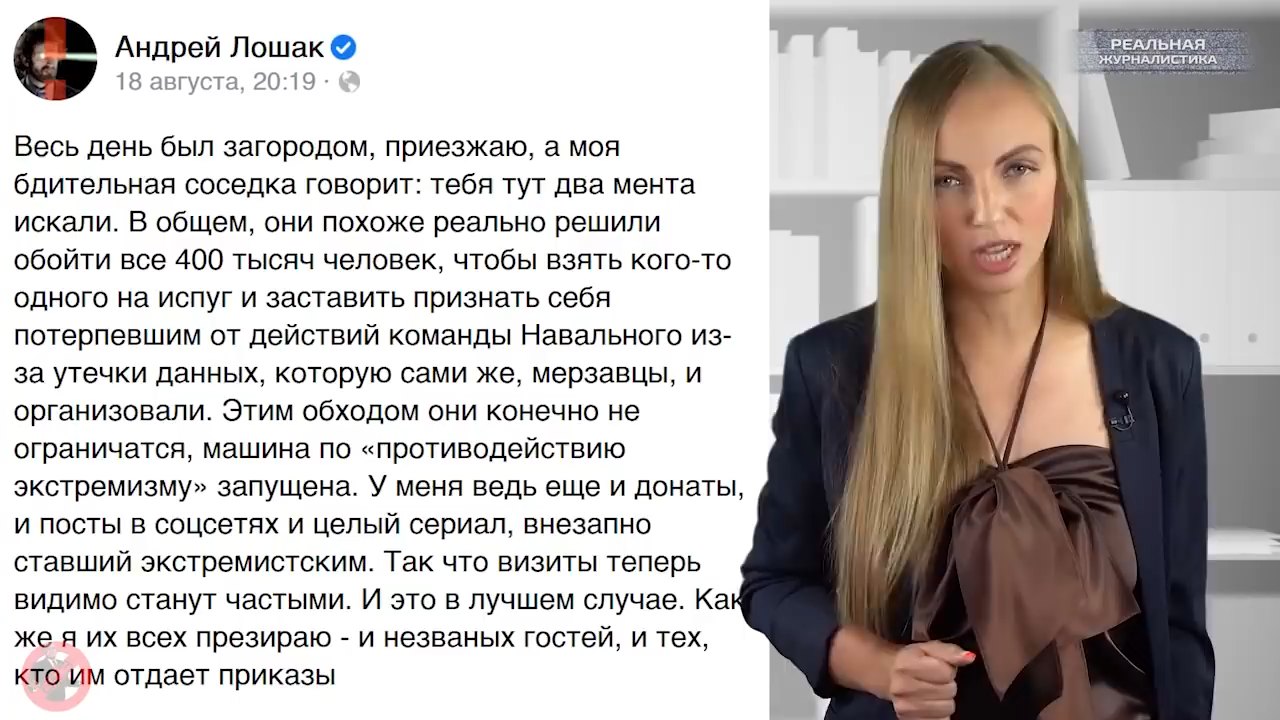 Андрей Лошак
18 августа, 20:19 ·
Весь день был загородом, приезжаю, а моя
бдительная соседка говорит: тебя тут два мента
искали. В общем, они похоже реально решили
обойти все 400 тысяч человек, чтобы взять кого-то
одного на испуг и заставить признать себя
потерпевшим от действий команды Навального из-
за утечки данных, которую сами же, мерзавцы, и
организовали. Этим обходом они конечно не
ограничатся, машина по «противодействию
экстремизму» запущена. У меня ведь еще и донаты,
и посты в соцсетях и целый сериал, внезапно
ставший экстремистским. Так что визиты теперь
видимо станут частыми. И это в лучшем случае. Как
же я их всех презираю - и незваных гостей, и тех,
кто им отдает приказы
РЕАЛЬНАЯ
ЖУРНАЛИСТИКА